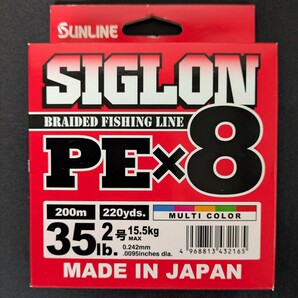 SUNLINE
SIGLON
BRAIDED FISHING LINE
PE×8
200m 220yds. MULTI COLOR
35lb. 2号 15.5kg MAX
0.242mm
.0095inches dia.
4 968813 432165
MADE IN JAPAN